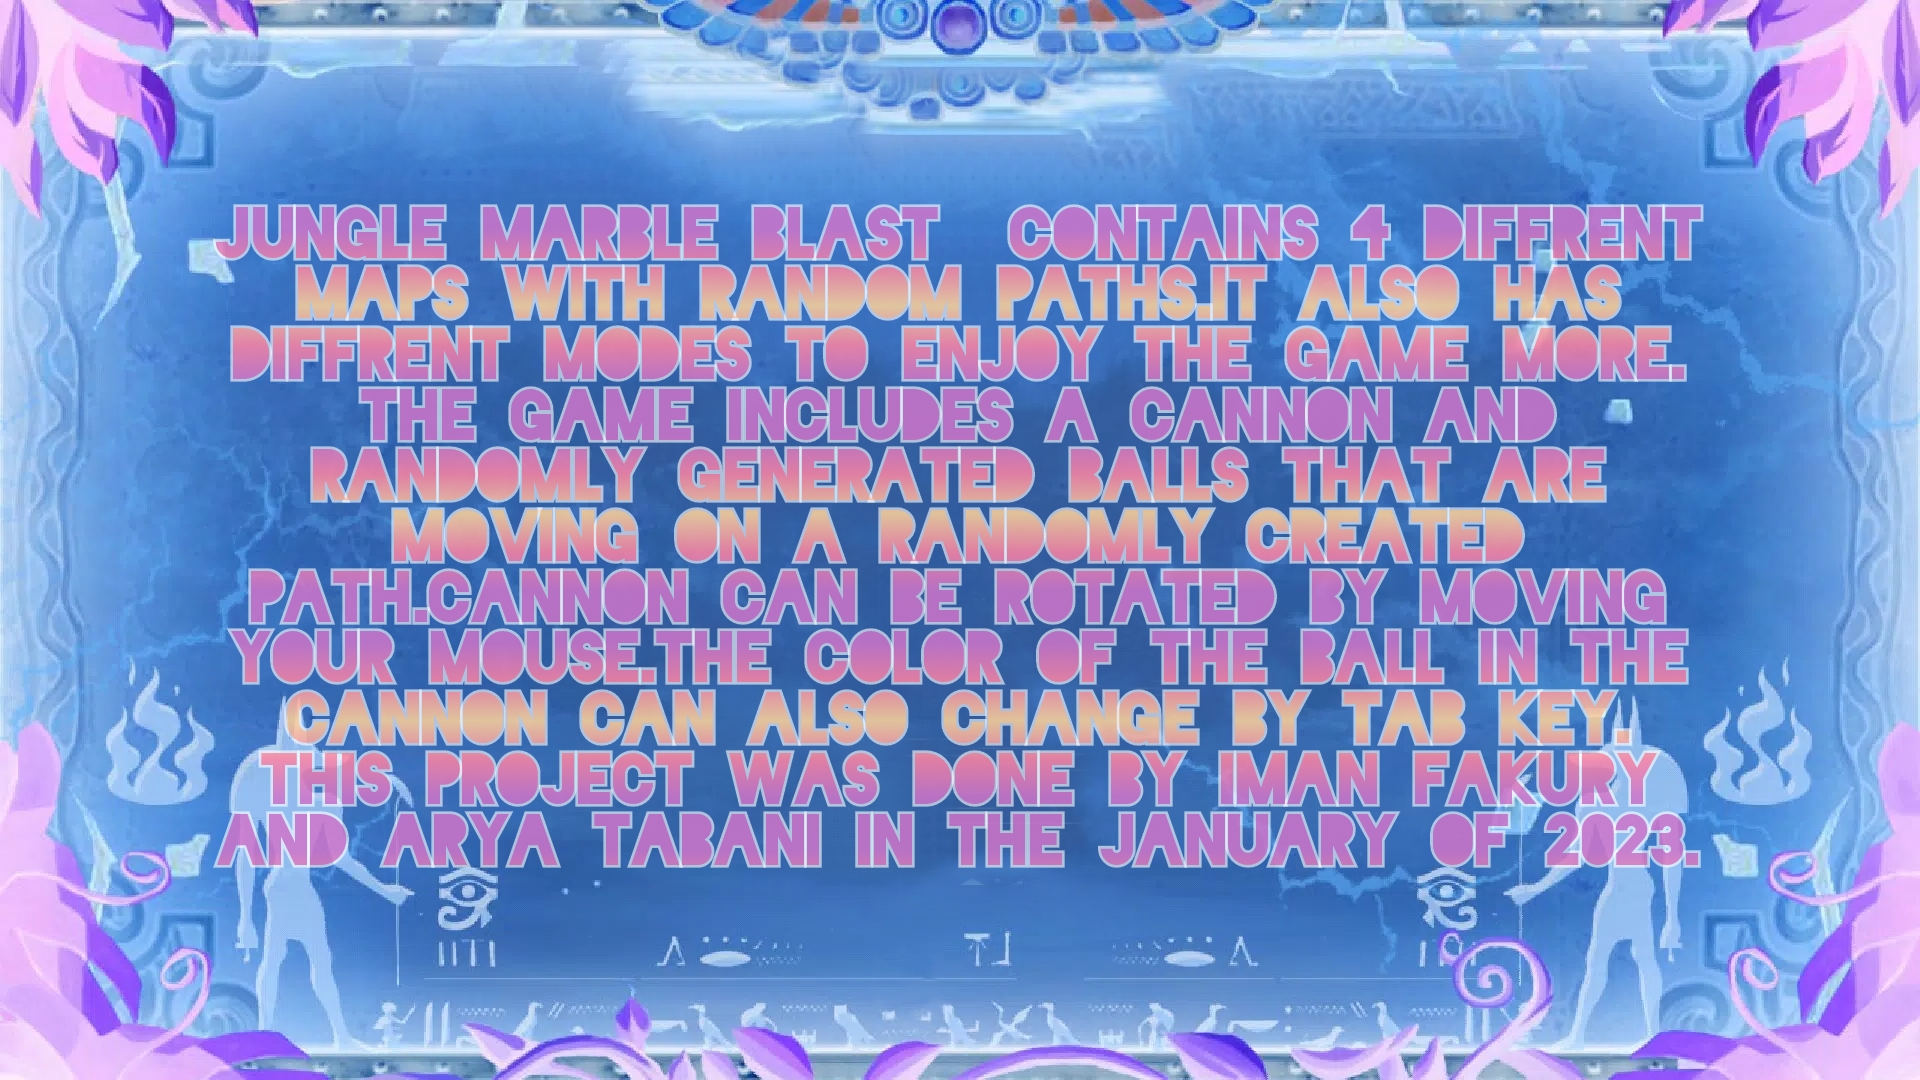 JUNGLE MARBLE BLAST CONTAINS 4 DIFFRENT
MAPS WITH RANDOM PATHS.IT ALSO HAS
DIFFRENT MODES TO ENJOY THE GAME MORE.
THE GAME INCLUDES A CANNON AND
RANDOMLY GENERATED BALLS THAT ARE
MOVING ON A RANDOMLY CREATED
PATH.CANNON CAN BE ROTATED BY MOVING
YOUR MOUSE.THE COLOR OF THE BALL IN THE
CANNON CAN ALSO CHANGE BY TAB KEY.
THIS PROJECT WAS DONE BY IMAN FAKURY
AND ARYA TABANI IN THE JANUARY OF 2023.